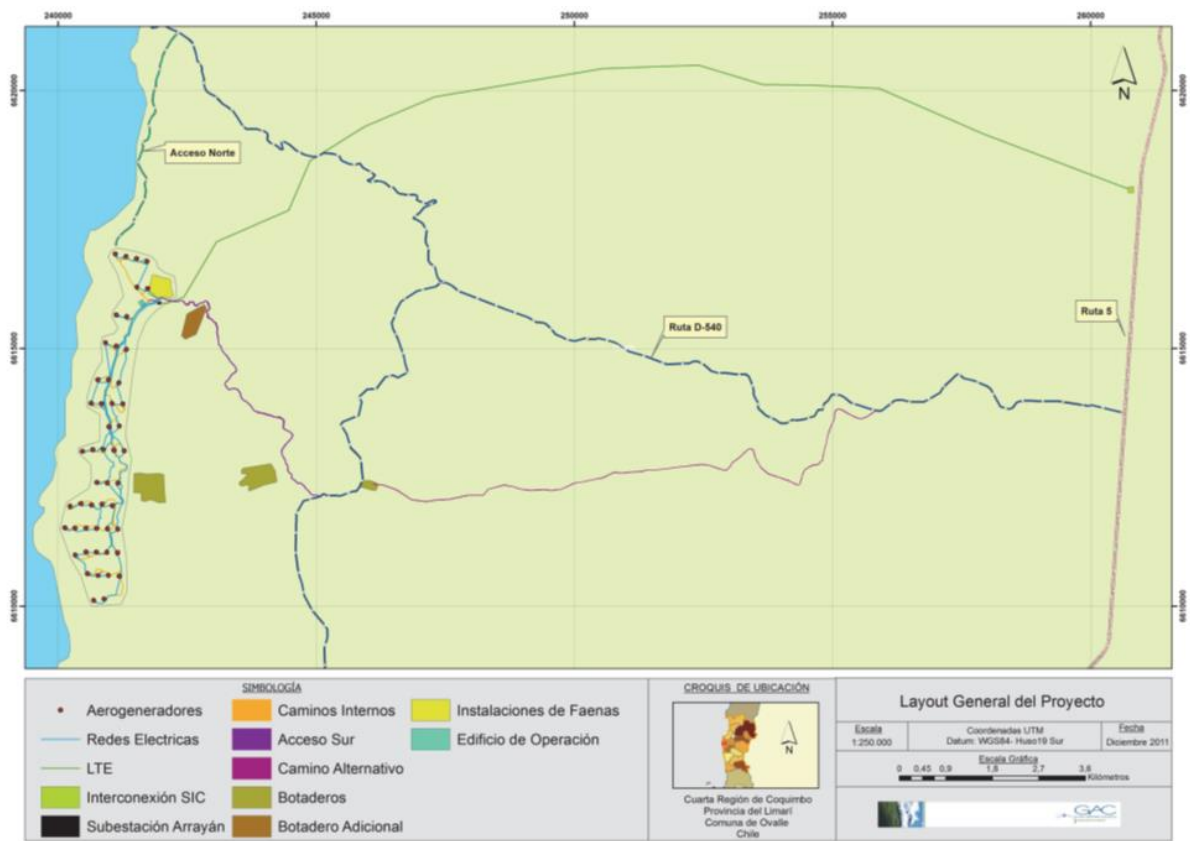 240000 245000 250000 255000 260000
6620000 6620000
N
Acceso Norte
Ruta 5
Ruta D-540
6615000 6615000
6610000 6610000
SIMBOLOGÍA
Aerogeneradores
Redes Electricas
LTE
Interconexión SIC
Subestación Arrayán
Caminos Internos
Acceso Sur
Camino Alternativo
Botaderos
Botadero Adicional
Instalaciones de Faenas
Edificio de Operación
CROQUIS DE UBICACIÓN
N
Cuarta Región de Coquimbo
Provincia del Limarí
Comuna de Ovalle
Chile
Layout General del Proyecto
Escala
1:250.000
Coordenadas UTM
Datum: WGS84- Huso19 Sur
Fecha
Diciembre 2011
Escala Gráfica
0 0,45 0,9 1,8 2,7 3,6
Kilómetros
GAC